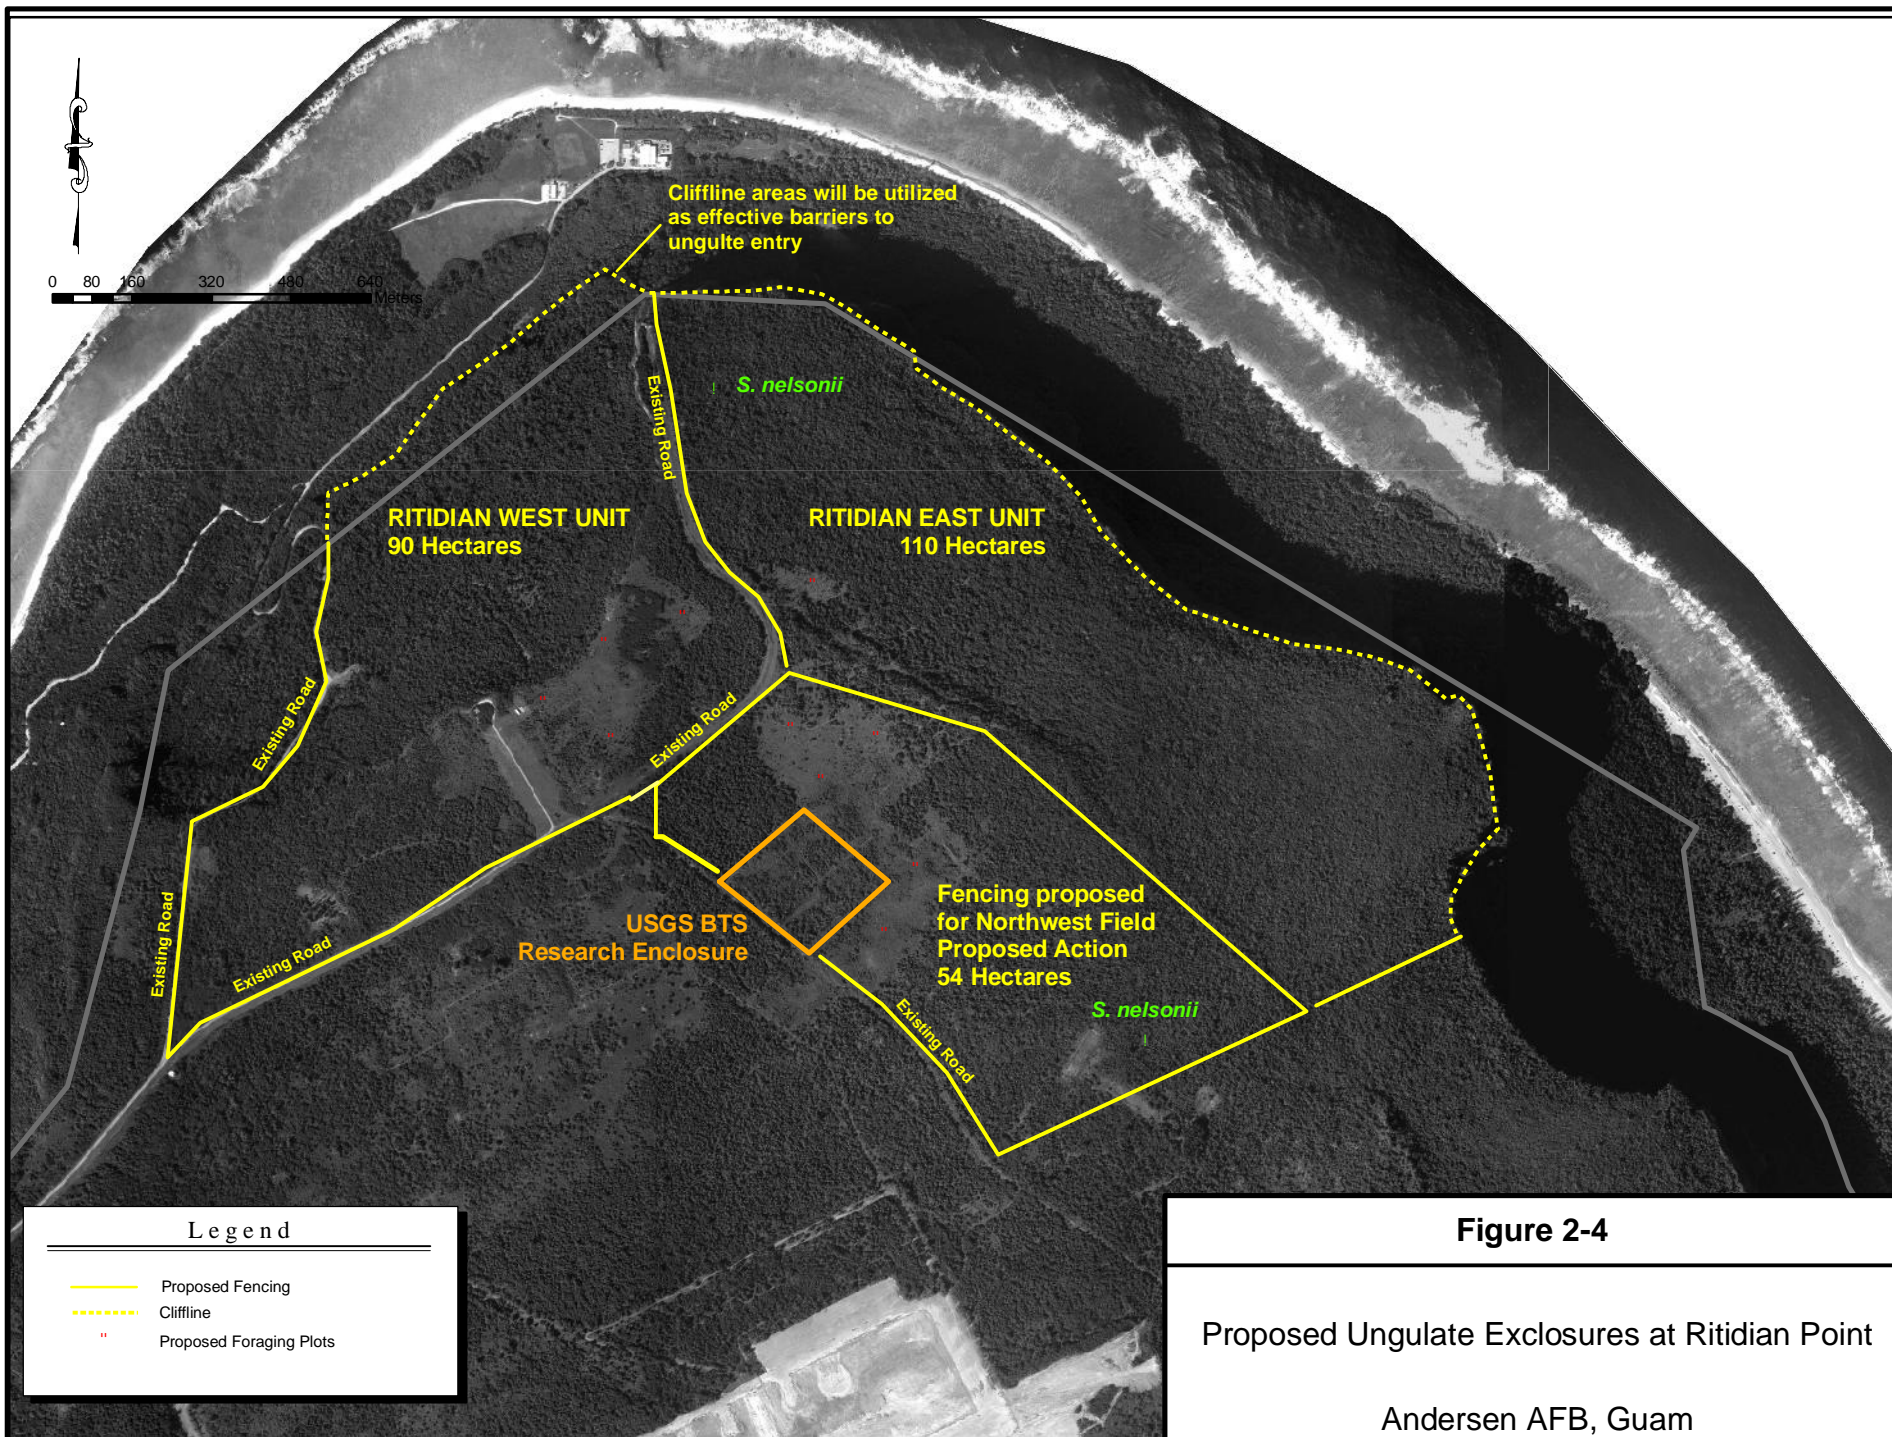 Cliffline areas will be utilized
as effective barriers to
ungulte entry
0 80 160 320 480 640
Meters
S. nelsonii
Existing Road
RITIDIAN WEST UNIT
90 Hectares
RITIDIAN EAST UNIT
110 Hectares
Existing Road
Existing Road
Existing Road
Existing Road
USGS BTS
Research Enclosure
Fencing proposed
for Northwest Field
Proposed Action
54 Hectares
S. nelsonii
Existing Road
Legend
Proposed Fencing
Cliffline
" Proposed Foraging Plots
Figure 2-4
Proposed Ungulate Exclosures at Ritidian Point
Andersen AFB, Guam